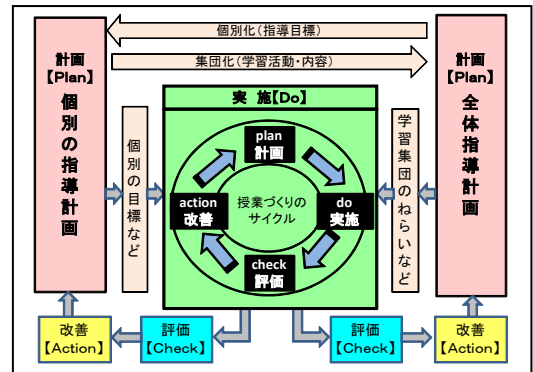 個別化(指導目標)
集団化(学習活動・内容)
計画
【Plan】
個別の指導計画
個別の目標など
実 施【Do】
plan
計画
do
実施
check
評価
action
改善
授業づくりの
サイクル
学習集団のねらいなど
計画
【Plan】
全体指導計画
改善
【Action】
評価
【Check】
評価
【Check】
改善
【Action】